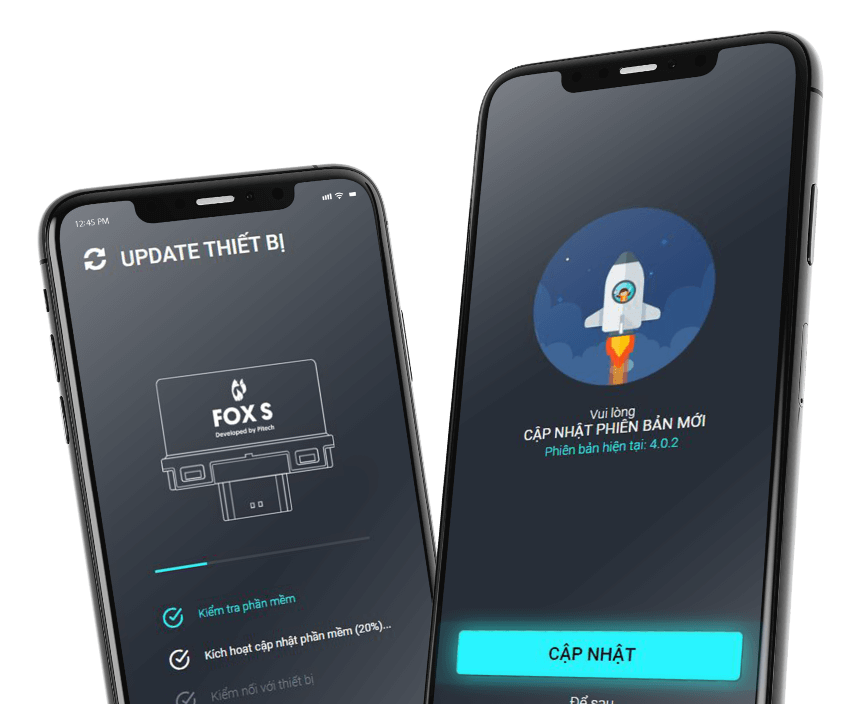 12:45 PM
UPDATE THIẾT BỊ
FOX S
Developed by PItech
Kiểm tra phần mềm
Kích hoạt cập nhật phần mềm (20%)...
Kiểm nối với thiết bị
Vui lòng
CẬP NHẬT PHIÊN BẢN MỚI
Phiên bản hiện tại: 4.0.2
CẬP NHẬT
Để sau